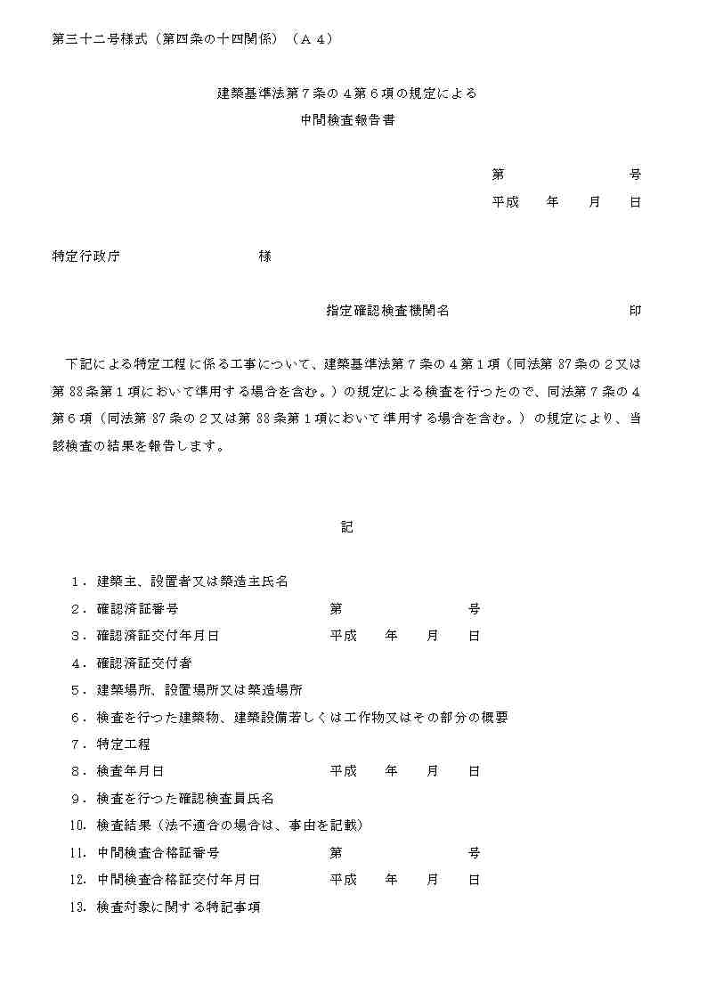 第三十二号様式（第四条の十四関係）（Ａ４）
建築基準法第７条の４第６項の規定による
中間検査報告書
第　　　　　　　　　号
平成　　年　　月　　日
特定行政庁　　　　　　　　　　様
指定確認検査機関名　　　　　　　　　　　　　印
　下記による特定工程に係る工事について、建築基準法第７条の４第１項（同法第 87 条の２又は
第 88 条第１項において準用する場合を含む。）の規定による検査を行つたので、同法第７条の４
第６項（同法第 87 条の２又は第 88 条第１項において準用する場合を含む。）の規定により、当
該検査の結果を報告します。
記
１．建築主、設置者又は築造主氏名
２．確認済証番号　　　　　　　　　　　第　　　　　　　　　号
３．確認済証交付年月日　　　　　　　　平成　　年　　月　　日
４．確認済証交付者
５．建築場所、設置場所又は築造場所
６．検査を行つた建築物、建築設備若しくは工作物又はその部分の概要
７．特定工程
８．検査年月日　　　　　　　　　　　　平成　　年　　月　　日
９．検査を行つた確認検査員氏名
10．検査結果（法不適合の場合は、事由を記載）
11．中間検査合格証番号　　　　　　　　第　　　　　　　　　号
12．中間検査合格証交付年月日　　　　　平成　　年　　月　　日
13．検査対象に関する特記事項